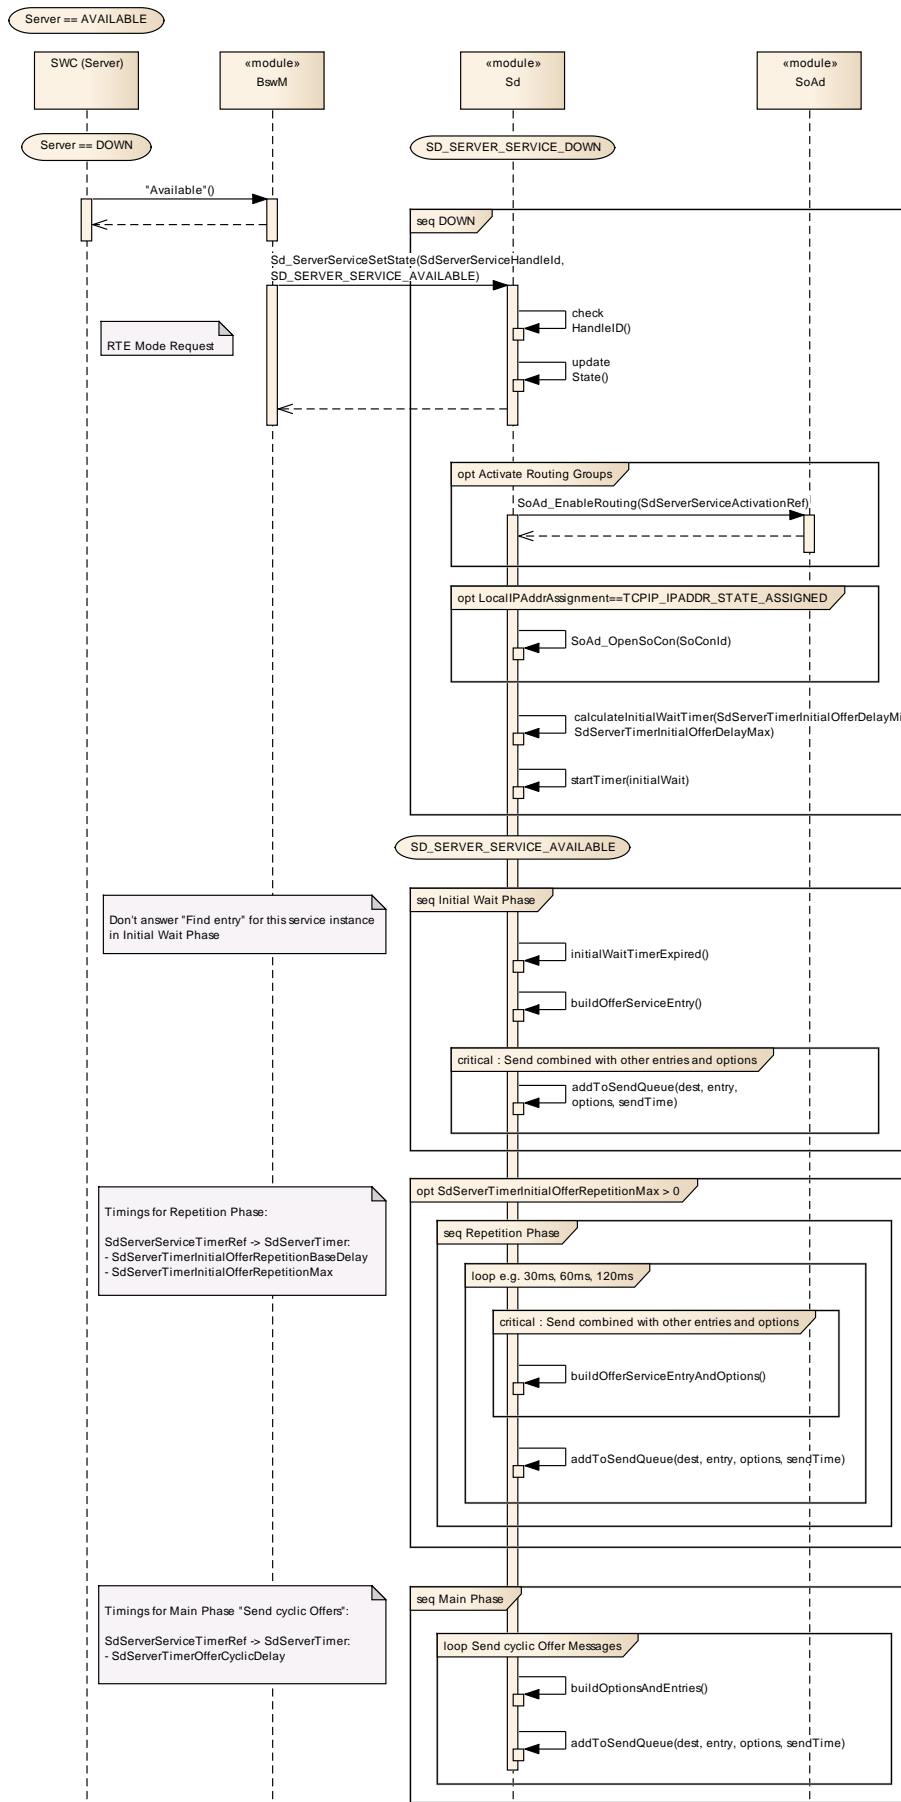 Server == AVAILABLE
SWC (Server)
«module»
BswM
«module»
Sd
«module»
SoAd
Server == DOWN
SD_SERVER_SERVICE_DOWN
"Available"()
seq DOWN
Sd_ServerServiceSetState(SdServerServiceHandleId,
SD_SERVER_SERVICE_AVAILABLE)
check
HandleID()
RTE Mode Request
update
State()
opt Activate Routing Groups
SoAd_EnableRouting(SdServerServiceActivationRef)
opt LocalIPAddrAssignment==TCPIP_IPADDR_STATE_ASSIGNED
SoAd_OpenSoCon(SoConId)
calculateInitialWaitTimer(SdServerTimerInitialOfferDelayMi
SdServerTimerInitialOfferDelayMax)
startTimer(initialWait)
SD_SERVER_SERVICE_AVAILABLE
seq Initial Wait Phase
Don't answer "Find entry" for this service instance
in Initial Wait Phase
initialWaitTimerExpired()
buildOfferServiceEntry()
critical : Send combined with other entries and options
addToSendQueue(dest, entry,
options, sendTime)
opt SdServerTimerInitialOfferRepetitionMax > 0
Timings for Repetition Phase:
SdServerServiceTimerRef -> SdServerTimer:
- SdServerTimerInitialOfferRepetitionBaseDelay
- SdServerTimerInitialOfferRepetitionMax
seq Repetition Phase
loop e.g. 30ms, 60ms, 120ms
critical : Send combined with other entries and options
buildOfferServiceEntryAndOptions()
addToSendQueue(dest, entry, options, sendTime)
seq Main Phase
Timings for Main Phase "Send cyclic Offers":
SdServerServiceTimerRef -> SdServerTimer:
- SdServerTimerOfferCyclicDelay
loop Send cyclic Offer Messages
buildOptionsAndEntries()
addToSendQueue(dest, entry, options, sendTime)